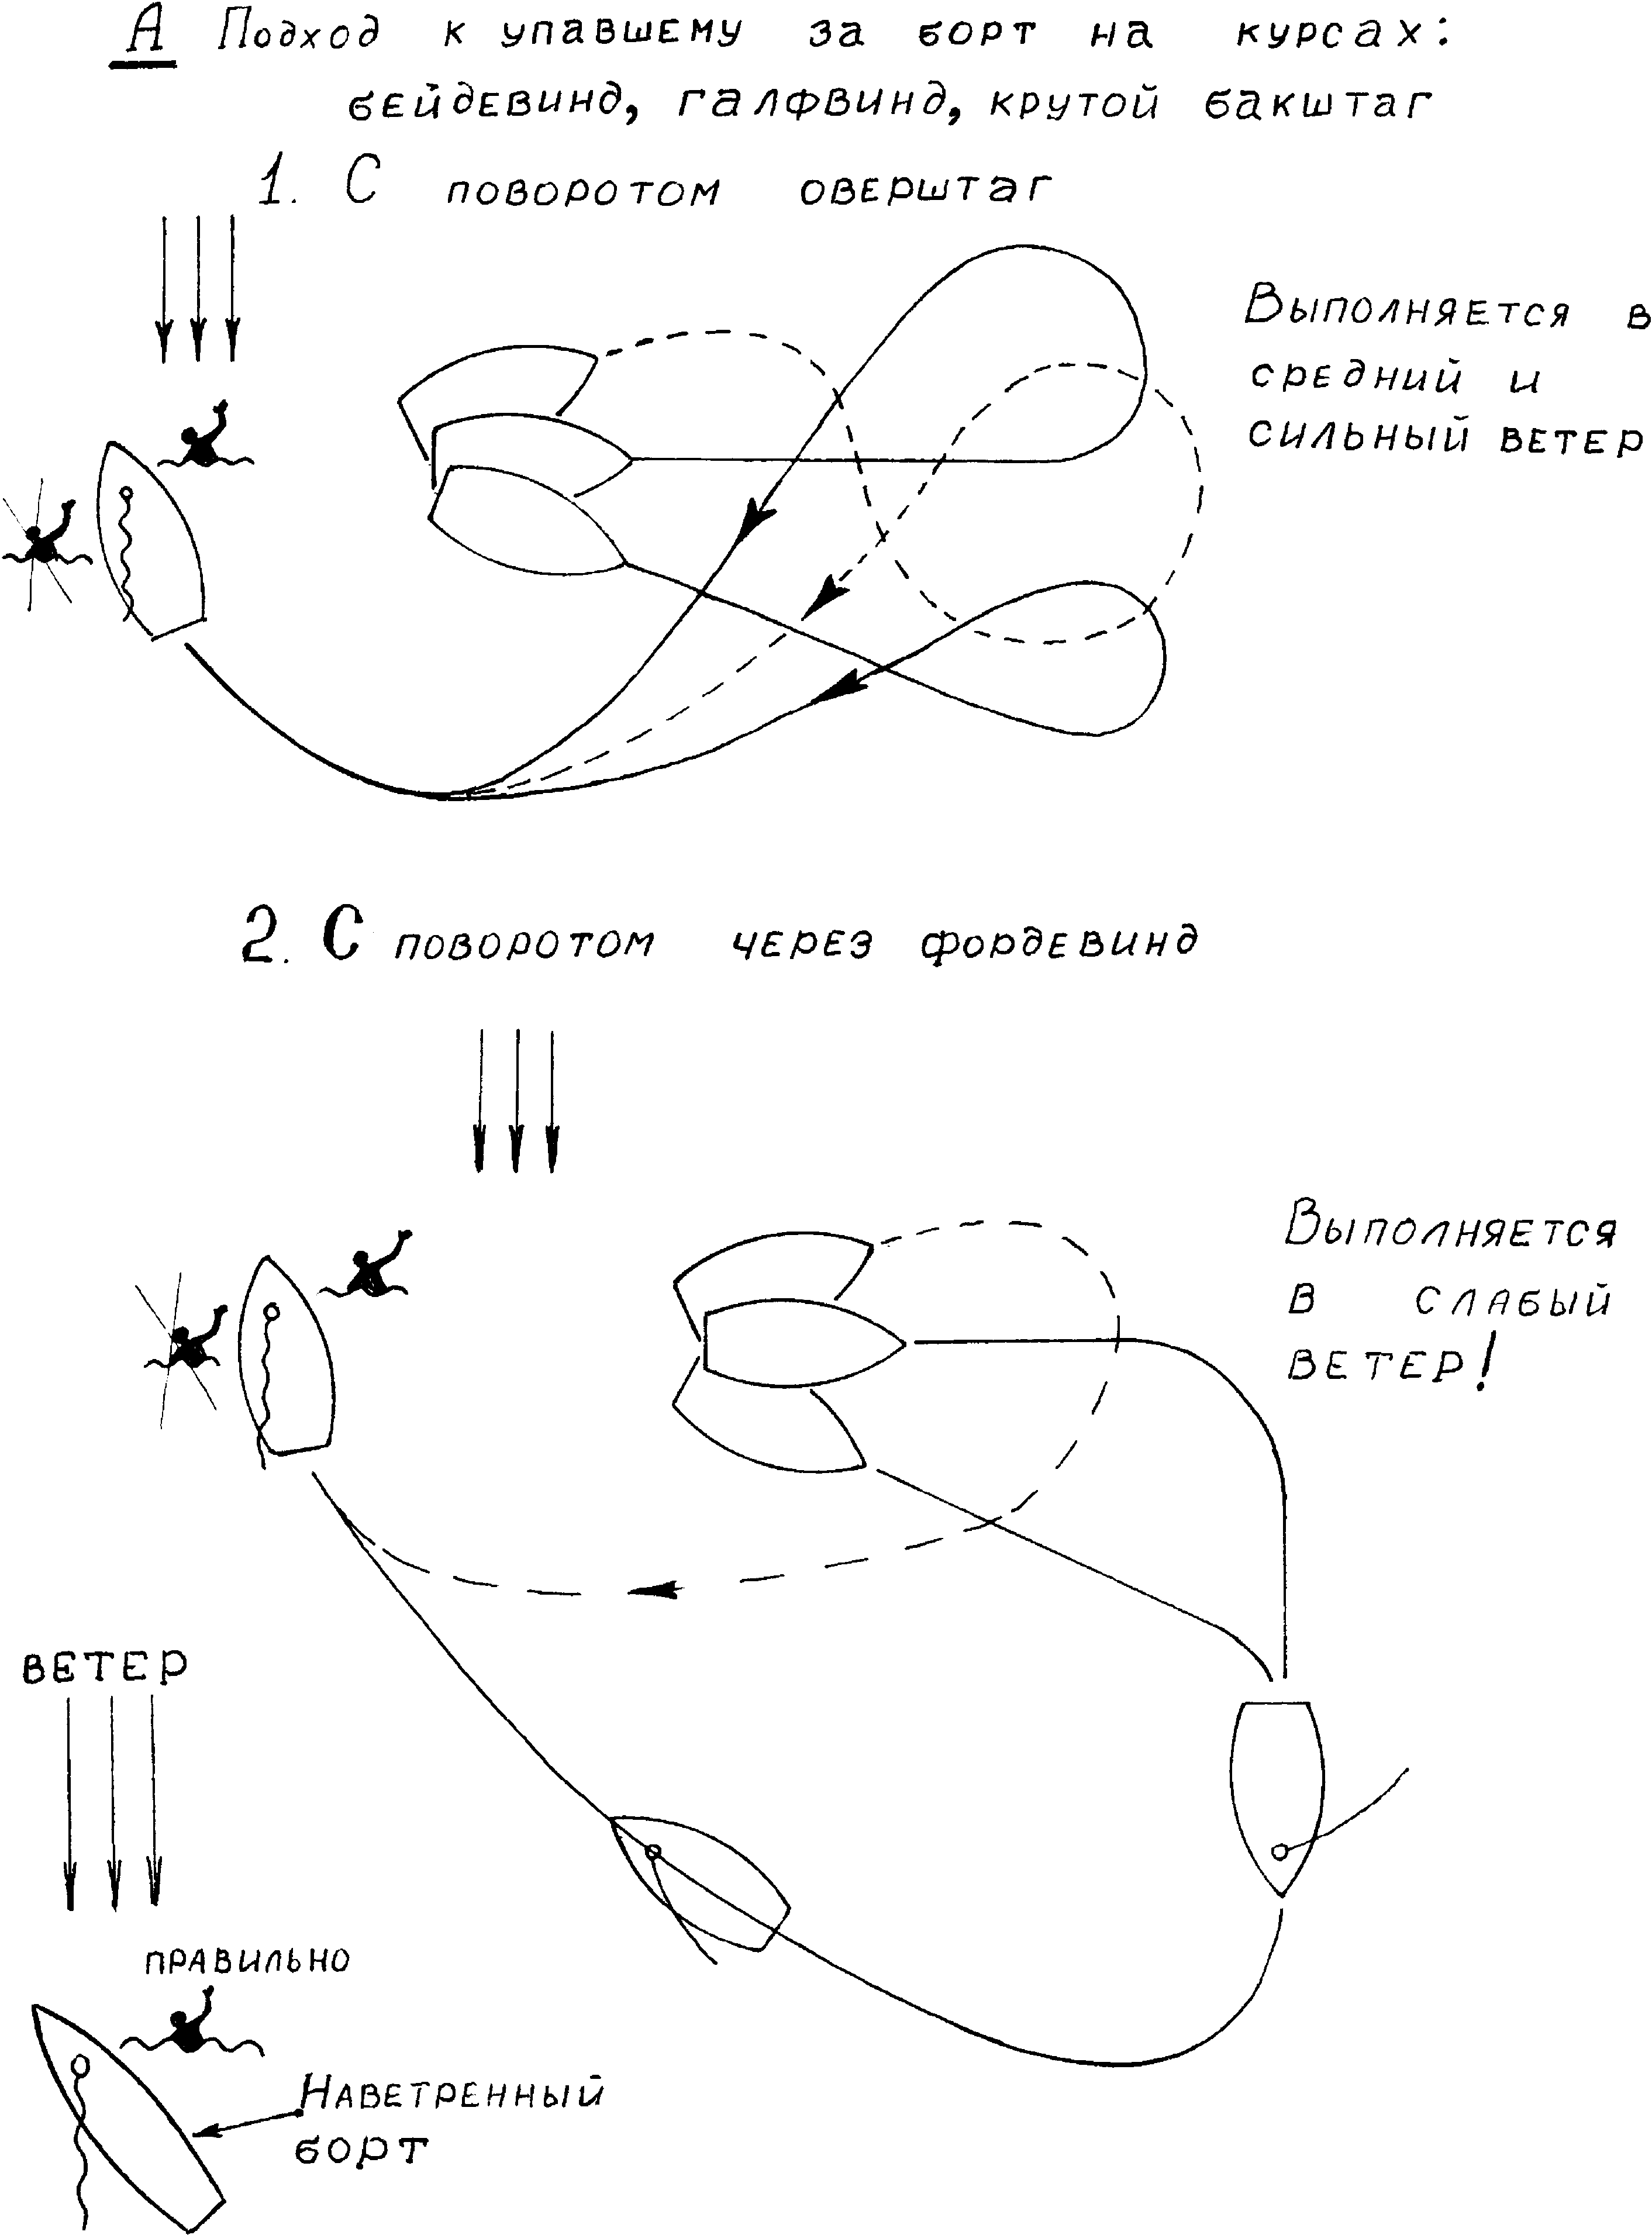 А Подход к упавшему за борт на курсах:
бейдевинд, галфвинд, крутой бакштаг
1. С поворотом оверштаг
Выполняется в
средний и
сильный ветер
2. С поворотом через фордевинд
Выполняется
в слабый
ветер!
ветер
правильно
Наветренный
борт